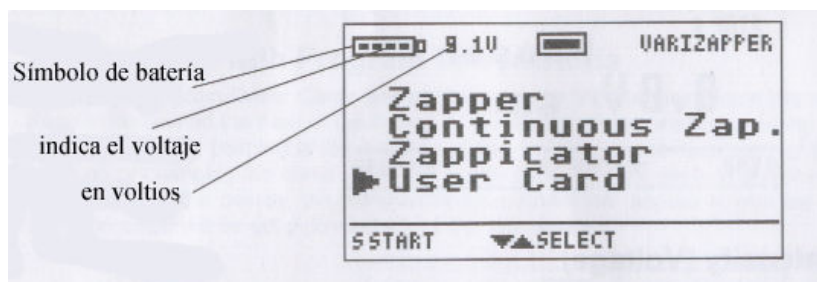 Símbolo de batería
indica el voltaje
en voltios
9.1V VARIZAPPER
Zapper
Continuous Zap.
Zappicator
▶User Card
S START ▼▲SELECT